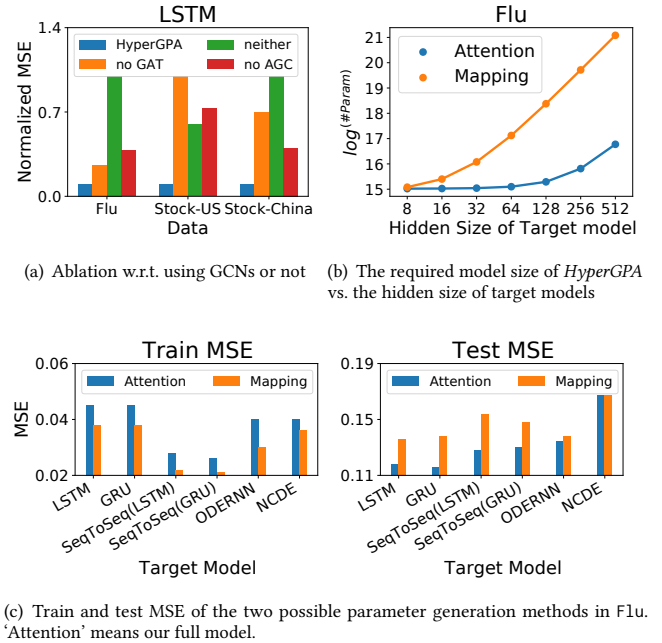 LSTM
HyperGPA
no GAT
neither
no AGC
Normalized MSE
1.0
0.7
0.4
Flu
Stock-US
Stock-China
Data
(a) Ablation w.r.t. using GCNs or not
Flu
Attention
Mapping
log(#Param)
21
20
19
18
17
16
15
8 16 32 64 128 256 512
Hidden Size of Target model
(b) The required model size of HyperGPA
vs. the hidden size of target models
Train MSE
Attention
Mapping
MSE
0.06
0.04
0.02
LSTM
GRU
SeqToSeq(LSTM)
SeqToSeq(GRU)
ODERNN
NCDE
Target Model
Test MSE
Attention
Mapping
0.19
0.15
0.11
LSTM
GRU
SeqToSeq(LSTM)
SeqToSeq(GRU)
ODERNN
NCDE
Target Model
(c) Train and test MSE of the two possible parameter generation methods in Flu.
‘Attention’ means our full model.